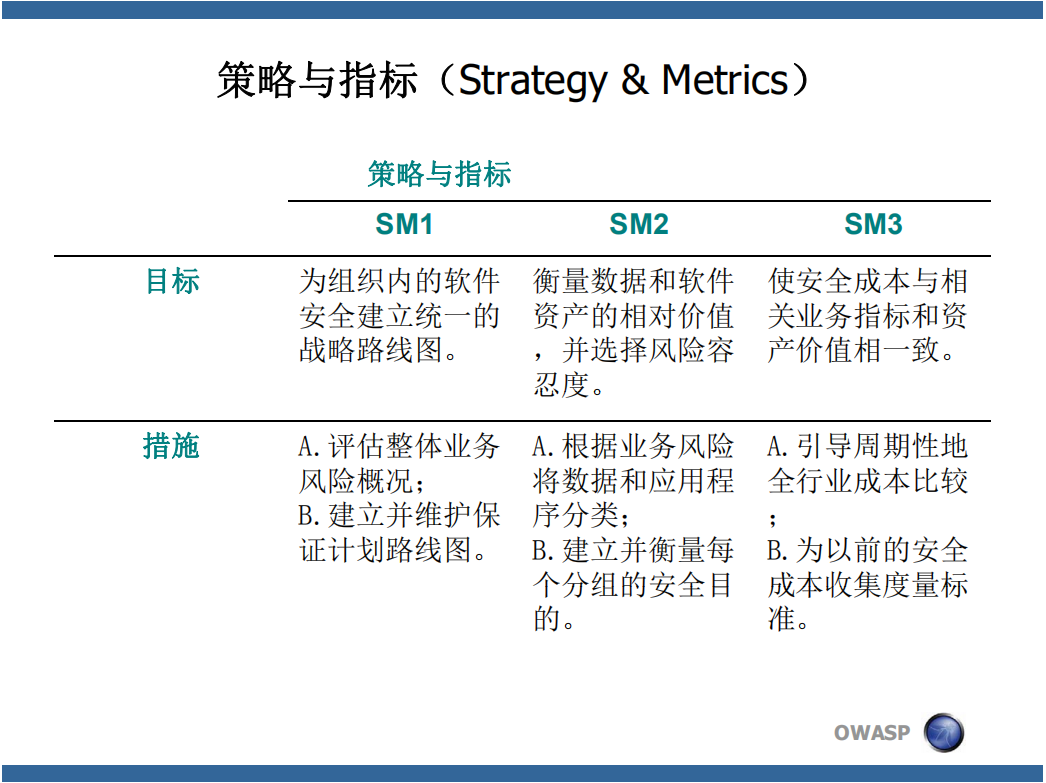 策略与指标（Strategy & Metrics）
策略与指标
SM1 SM2 SM3
目标
为组织内的软件
安全建立统一的
战略路线图。
衡量数据和软件
资产的相对价值
，并选择风险容
忍度。
使安全成本与相
关业务指标和资
产价值相一致。
措施
A.评估整体业务
风险概况；
B.建立并维护保
证计划路线图。
A.根据业务风险
将数据和应用程
序分类；
B.建立并衡量每
个分组的安全目
的。
A.引导周期性地
全行业成本比较
；
B.为以前的安全
成本收集度量标
准。
OWASP